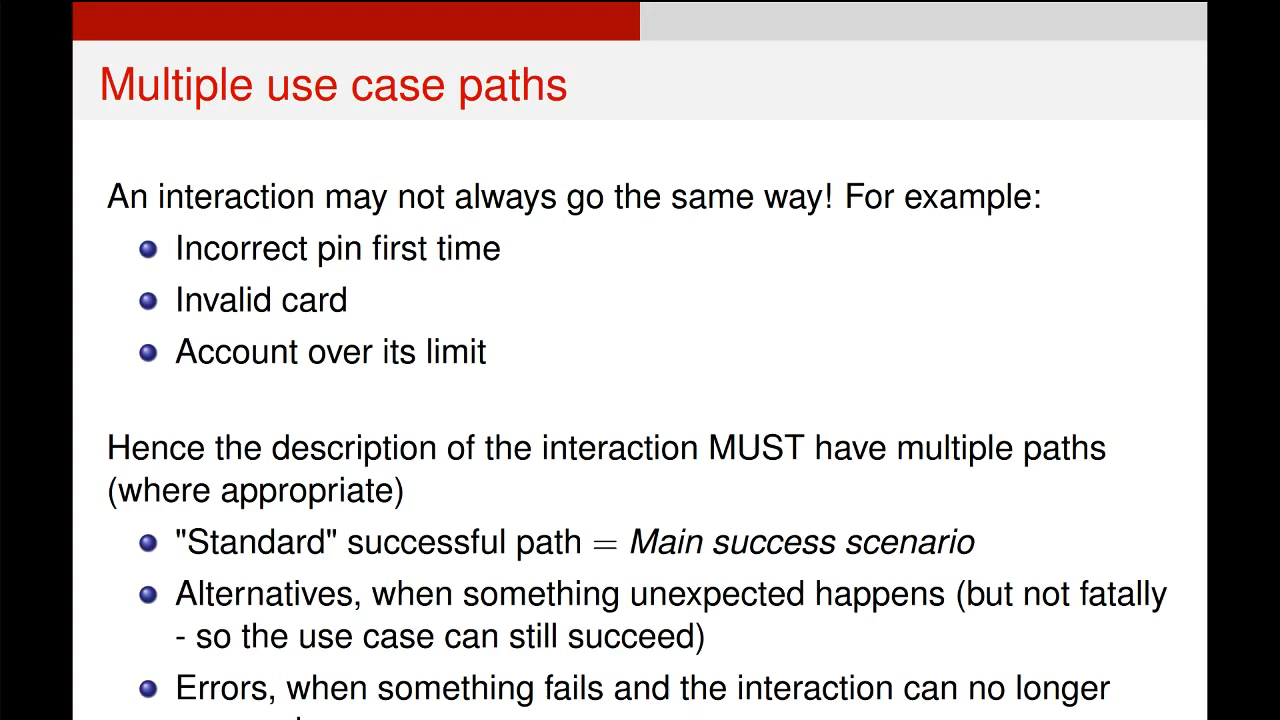 Multiple use case paths
An interaction may not always go the same way! For example:
Incorrect pin first time
Invalid card
Account over its limit
Hence the description of the interaction MUST have multiple paths
(where appropriate)
"Standard" successful path = Main success scenario
Alternatives, when something unexpected happens (but not fatally
- so the use case can still succeed)
Errors, when something fails and the interaction can no longer